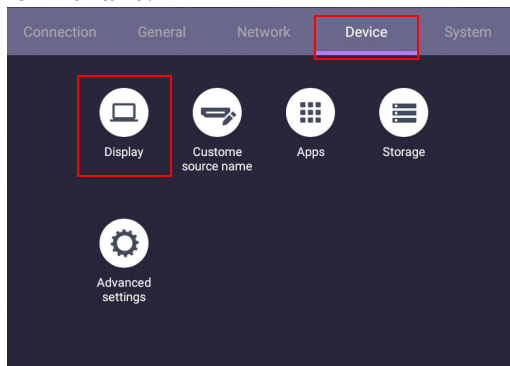 Connection General Network Device System
Display Custome source name Apps Storage
Advanced settings